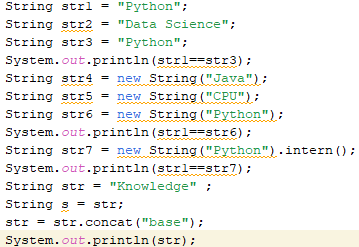 String str1 = "Python";
String str2 = "Data Science";
String str3 = "Python";
System.out.println(str1==str3);
String str4 = new String("Java");
String str5 = new String("CPU");
String str6 = new String("Python");
System.out.println(str1==str6);
String str7 = new String("Python").intern();
System.out.println(str1==str7);
String str = "Knowledge" ;
String s = str;
str = str.concat("base");
System.out.println(str);